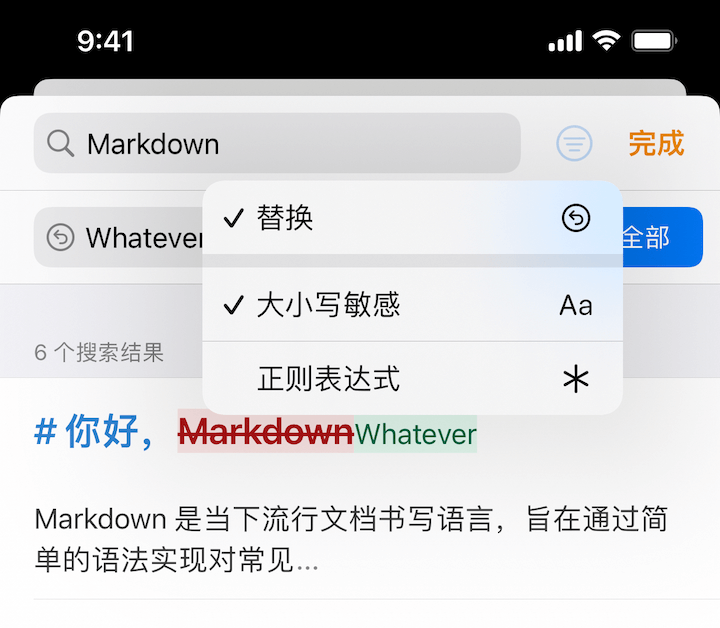 9:41
Markdown
完成
替换
Whatever
全部
大小写敏感
Aa
正则表达式
6 个搜索结果
# 你好，MarkdownWhatever
Markdown 是当下流行文档书写语言，旨在通过简
单的语法实现对常见...